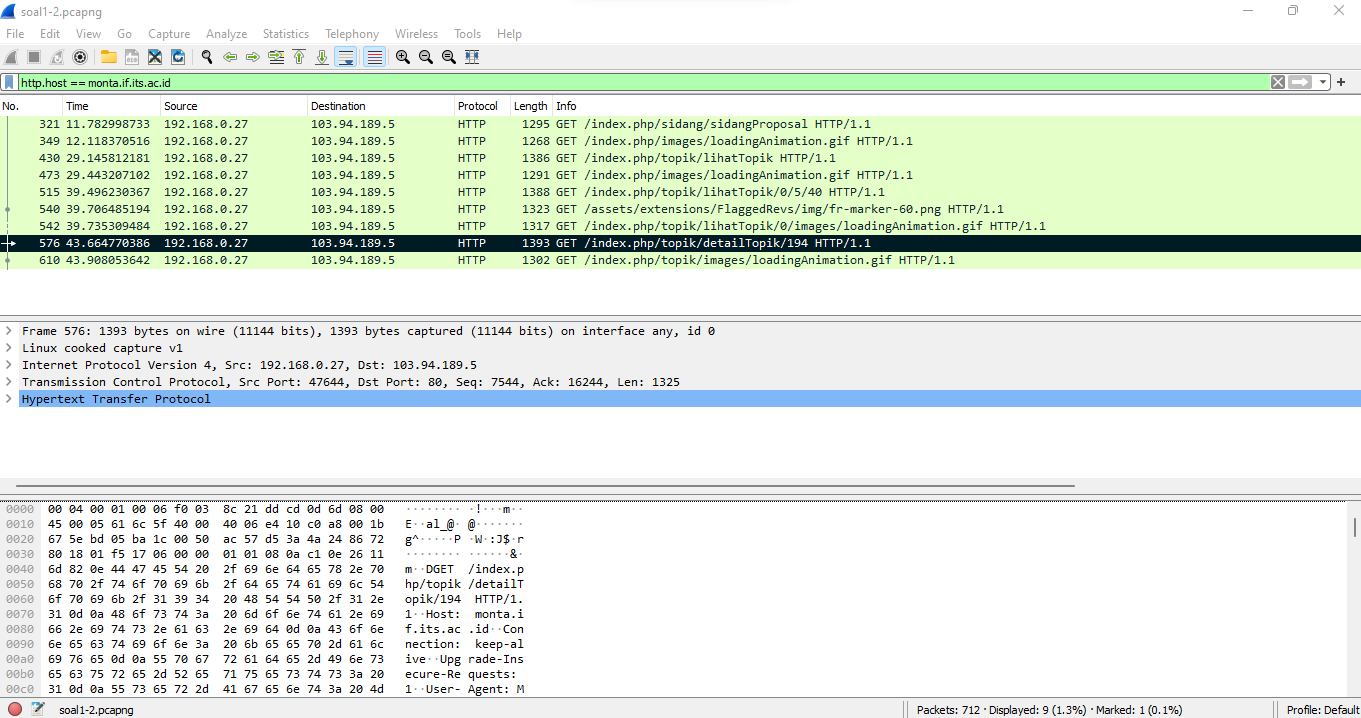 soal1-2.pcapng
File Edit View Go Capture Analyze Statistics Telephony Wireless Tools Help
http.host == monta.if.its.ac.id
No. Time Source Destination Protocol Length Info
321 11.782998733 192.168.0.27 103.94.189.5 HTTP 1295 GET /index.php/sidang/sidangProposal HTTP/1.1
349 12.118370516 192.168.0.27 103.94.189.5 HTTP 1268 GET /index.php/images/loadingAnimation.gif HTTP/1.1
430 29.145812181 192.168.0.27 103.94.189.5 HTTP 1386 GET /index.php/topik/lihatTopik HTTP/1.1
473 29.443207102 192.168.0.27 103.94.189.5 HTTP 1291 GET /index.php/images/loadingAnimation.gif HTTP/1.1
515 39.496230367 192.168.0.27 103.94.189.5 HTTP 1388 GET /index.php/topik/lihatTopik/0/5/40 HTTP/1.1
540 39.706485194 192.168.0.27 103.94.189.5 HTTP 1323 GET /assets/extensions/FlaggedRevs/img/fr-marker-60.png HTTP/1.1
542 39.735309484 192.168.0.27 103.94.189.5 HTTP 1317 GET /index.php/topik/lihatTopik/0/images/loadingAnimation.gif HTTP/1.1
576 43.664770386 192.168.0.27 103.94.189.5 HTTP 1393 GET /index.php/topik/detailTopik/194 HTTP/1.1
610 43.908053642 192.168.0.27 103.94.189.5 HTTP 1302 GET /index.php/topik/images/loadingAnimation.gif HTTP/1.1
Frame 576: 1393 bytes on wire (11144 bits), 1393 bytes captured (11144 bits) on interface any, id 0
Linux cooked capture v1
Internet Protocol Version 4, Src: 192.168.0.27, Dst: 103.94.189.5
Transmission Control Protocol, Src Port: 47644, Dst Port: 80, Seq: 7544, Ack: 16244, Len: 1325
Hypertext Transfer Protocol
0000 00 04 00 01 00 06 f0 03 8c 21 dd cd 0d 6d 08 00 ········ ·!···m··
0010 45 00 05 61 6c 5f 40 00 40 06 e4 10 c0 a8 00 1b E··al_@· @·······
0020 67 5e bd 05 ba 1c 00 50 ac 57 d5 3a 4a 24 86 72 g^·····P ·W·:J$·r
0030 80 18 01 f5 17 06 00 00 01 01 08 0a c1 0e 26 11 ········ ······&·
0040 6d 82 0e 44 47 45 54 20 2f 69 6e 64 65 78 2e 70 m··DGET /index.p
0050 68 70 2f 74 6f 70 69 6b 2f 64 65 74 61 69 6c 54 hp/topik /detailT
0060 6f 70 69 6b 2f 31 39 34 20 48 54 54 50 2f 31 2e opik/194 HTTP/1.
0070 31 0d 0a 48 6f 73 74 3a 20 6d 6f 6e 74 61 2e 69 1··Host: monta.i
0080 66 2e 69 74 73 2e 61 63 2e 69 64 0d 0a 43 6f 6e f.its.ac .id··Con
0090 6e 65 63 74 69 6f 6e 3a 20 6b 65 65 70 2d 61 6c nection: keep-al
00a0 69 76 65 0d 0a 55 70 67 72 61 64 65 2d 49 6e 73 ive··Upg rade-Ins
00b0 65 63 75 72 65 2d 52 65 71 75 65 73 74 73 3a 20 ecure-Re quests:
00c0 31 0d 0a 55 73 65 72 2d 41 67 65 6e 74 3a 20 4d 1··User- Agent: M
soal1-2.pcapng Packets: 712 · Displayed: 9 (1.3%) · Marked: 1 (0.1%) Profile: Default